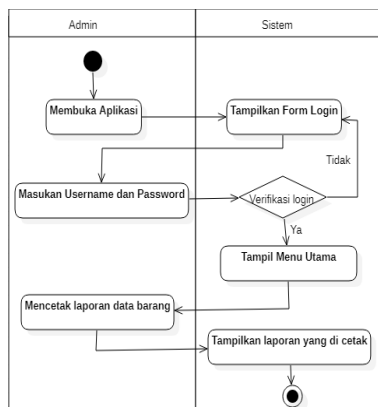 Admin
Sistem
Membuka Aplikasi
Tampilkan Form Login
Tidak
Masukan Username dan Password
Verifikasi login
Ya
Tampil Menu Utama
Mencetak laporan data barang
Tampilkan laporan yang di cetak